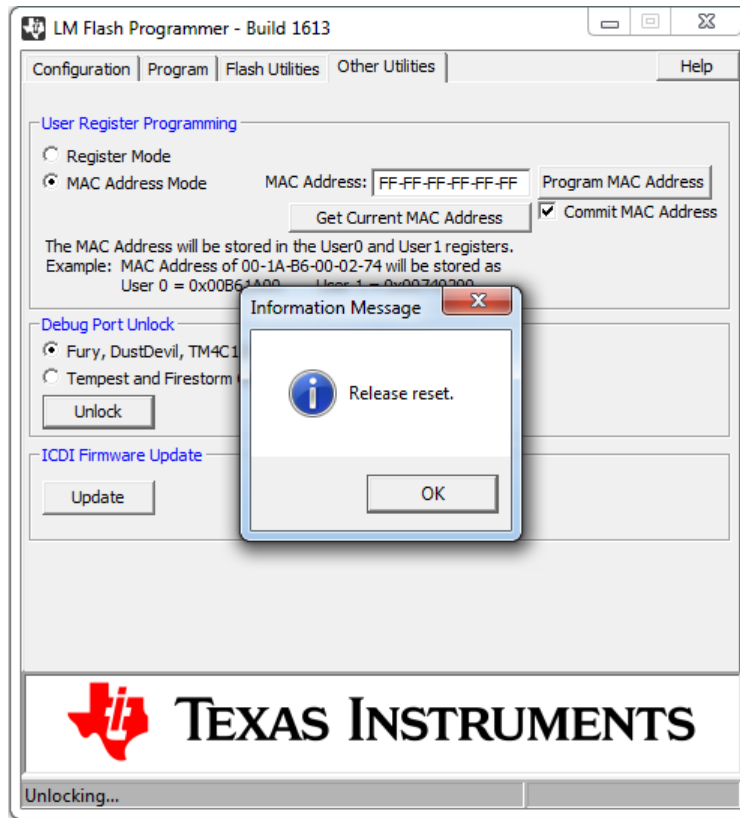 LM Flash Programmer - Build 1613
Configuration Program Flash Utilities Other Utilities Help
User Register Programming
Register Mode
MAC Address Mode MAC Address: FF-FF-FF-FF-FF-FF Program MAC Address
Get Current MAC Address Commit MAC Address
The MAC Address will be stored in the User0 and User1 registers.
Example: MAC Address of 00-1A-B6-00-02-74 will be stored as
User 0 = 0x00B61A00 User 1 = 0x00740200
Information Message
Debug Port Unlock
Fury, DustDevil, TM4C1
Tempest and Firestorm
Release reset.
Unlock
ICDI Firmware Update
Update
OK
TEXAS INSTRUMENTS
Unlocking...